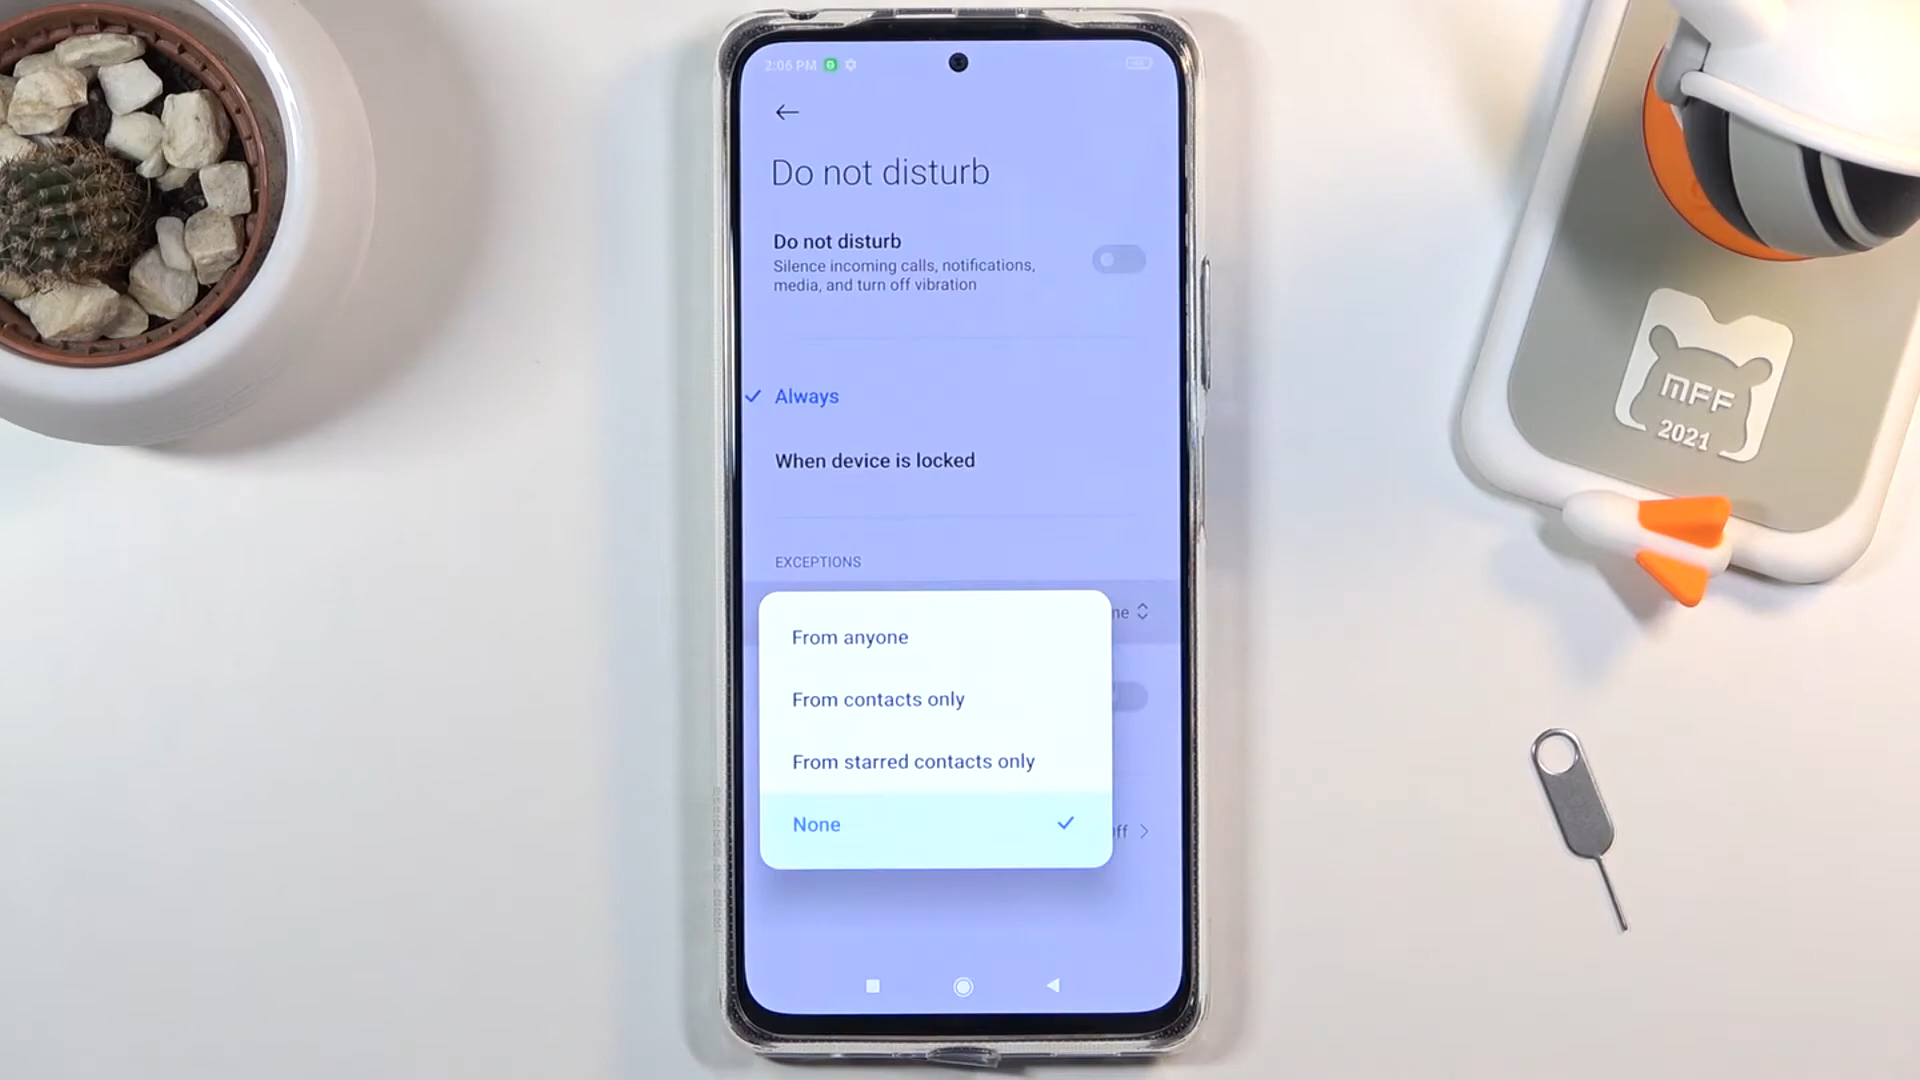 2:06 PM
Do not disturb
Do not disturb
Silence incoming calls, notifications,
media, and turn off vibration
Always
When device is locked
EXCEPTIONS
From anyone
From contacts only
From starred contacts only
None
MFF
2021